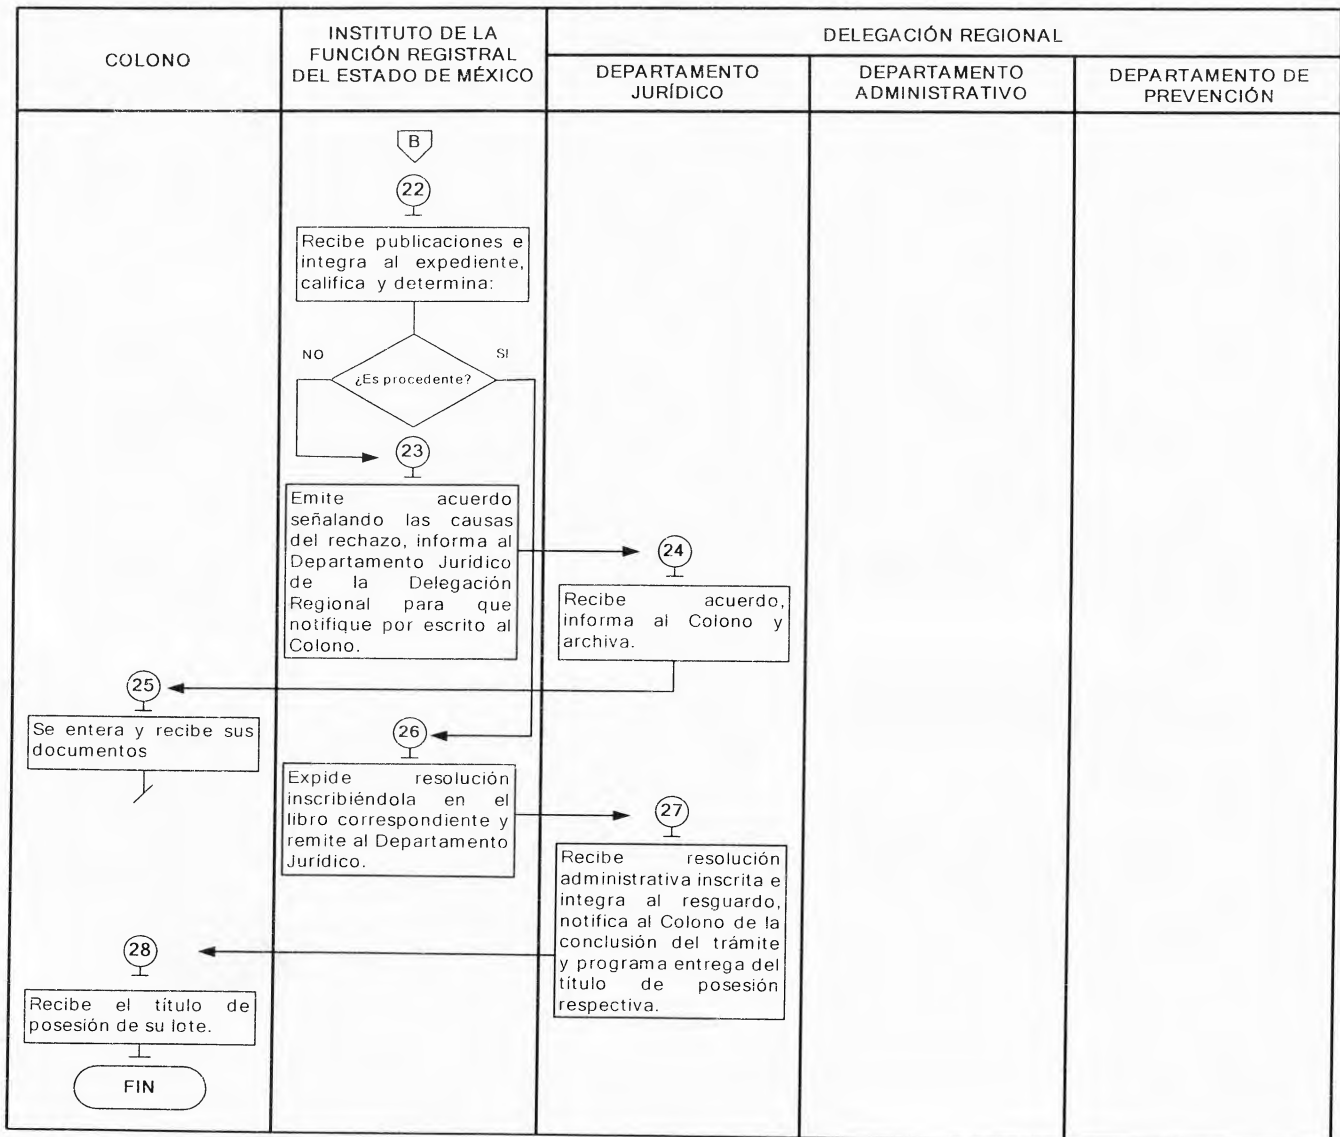 COLONO
INSTITUTO DE LA
FUNCIÓN REGISTRAL
DEL ESTADO DE MÉXICO
DELEGACIÓN REGIONAL
DEPARTAMENTO
JURÍDICO
DEPARTAMENTO
ADMINISTRATIVO
DEPARTAMENTO DE
PREVENCIÓN
B
22
Recibe publicaciones e
integra al expediente,
califica y determina:
NO
SI
¿Es procedente?
23
Emite acuerdo
señalando las causas
del rechazo, informa al
Departamento Jurídico
de la Delegación
Regional para que
notifique por escrito al
Colono.
24
Recibe acuerdo,
informa al Colono y
archiva.
25
Se entera y recibe sus
documentos
26
Expide resolución
inscribiéndola en el
libro correspondiente y
remite al Departamento
Jurídico.
27
Recibe resolución
administrativa inscrita e
integra al resguardo,
notifica al Colono de la
conclusión del trámite
y programa entrega del
título de posesión
respectiva.
28
Recibe el título de
posesión de su lote.
FIN